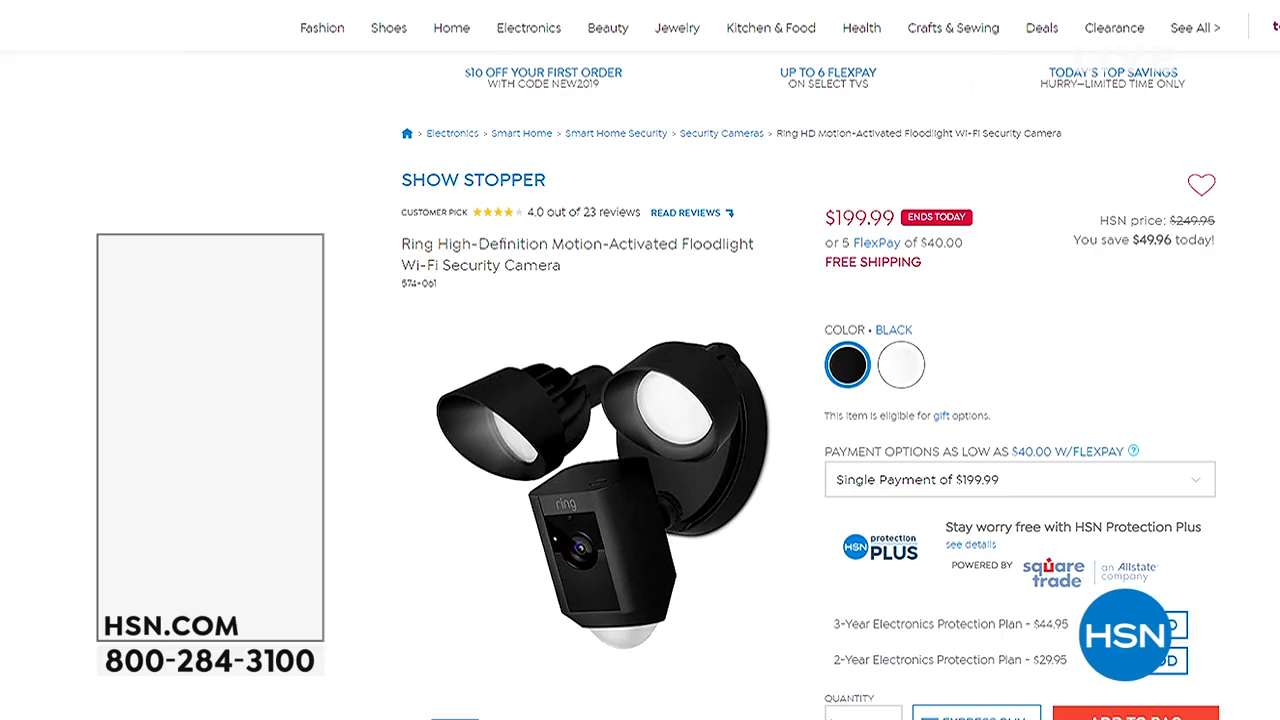 Fashion Shoes Home Electronics Beauty Jewelry Kitchen & Food Health Crafts & Sewing Deals Clearance See All >
$10 OFF YOUR FIRST ORDER
WITH CODE NEW2019
UP TO 6 FLEXPAY
ON SELECT TVS
TODAY'S TOP SAVINGS
HURRY—LIMITED TIME ONLY
> Electronics > Smart Home > Smart Home Security > Security Cameras > Ring HD Motion-Activated Floodlight Wi-Fi Security Camera
SHOW STOPPER
CUSTOMER PICK 4.0 out of 23 reviews READ REVIEWS
Ring High-Definition Motion-Activated Floodlight
Wi-Fi Security Camera
574-061
$199.99 ENDS TODAY
or 5 FlexPay of $40.00
FREE SHIPPING
HSN price: $249.95
You save $49.96 today!
COLOR • BLACK
This item is eligible for gift options.
PAYMENT OPTIONS AS LOW AS $40.00 W/FLEXPAY ?
Single Payment of $199.99
ring
HSN protection PLUS
Stay worry free with HSN Protection Plus
see details
POWERED BY square trade an Allstate company
3-Year Electronics Protection Plan - $44.95
2-Year Electronics Protection Plan - $29.95
HSN
QUANTITY
HSN.COM
800-284-3100